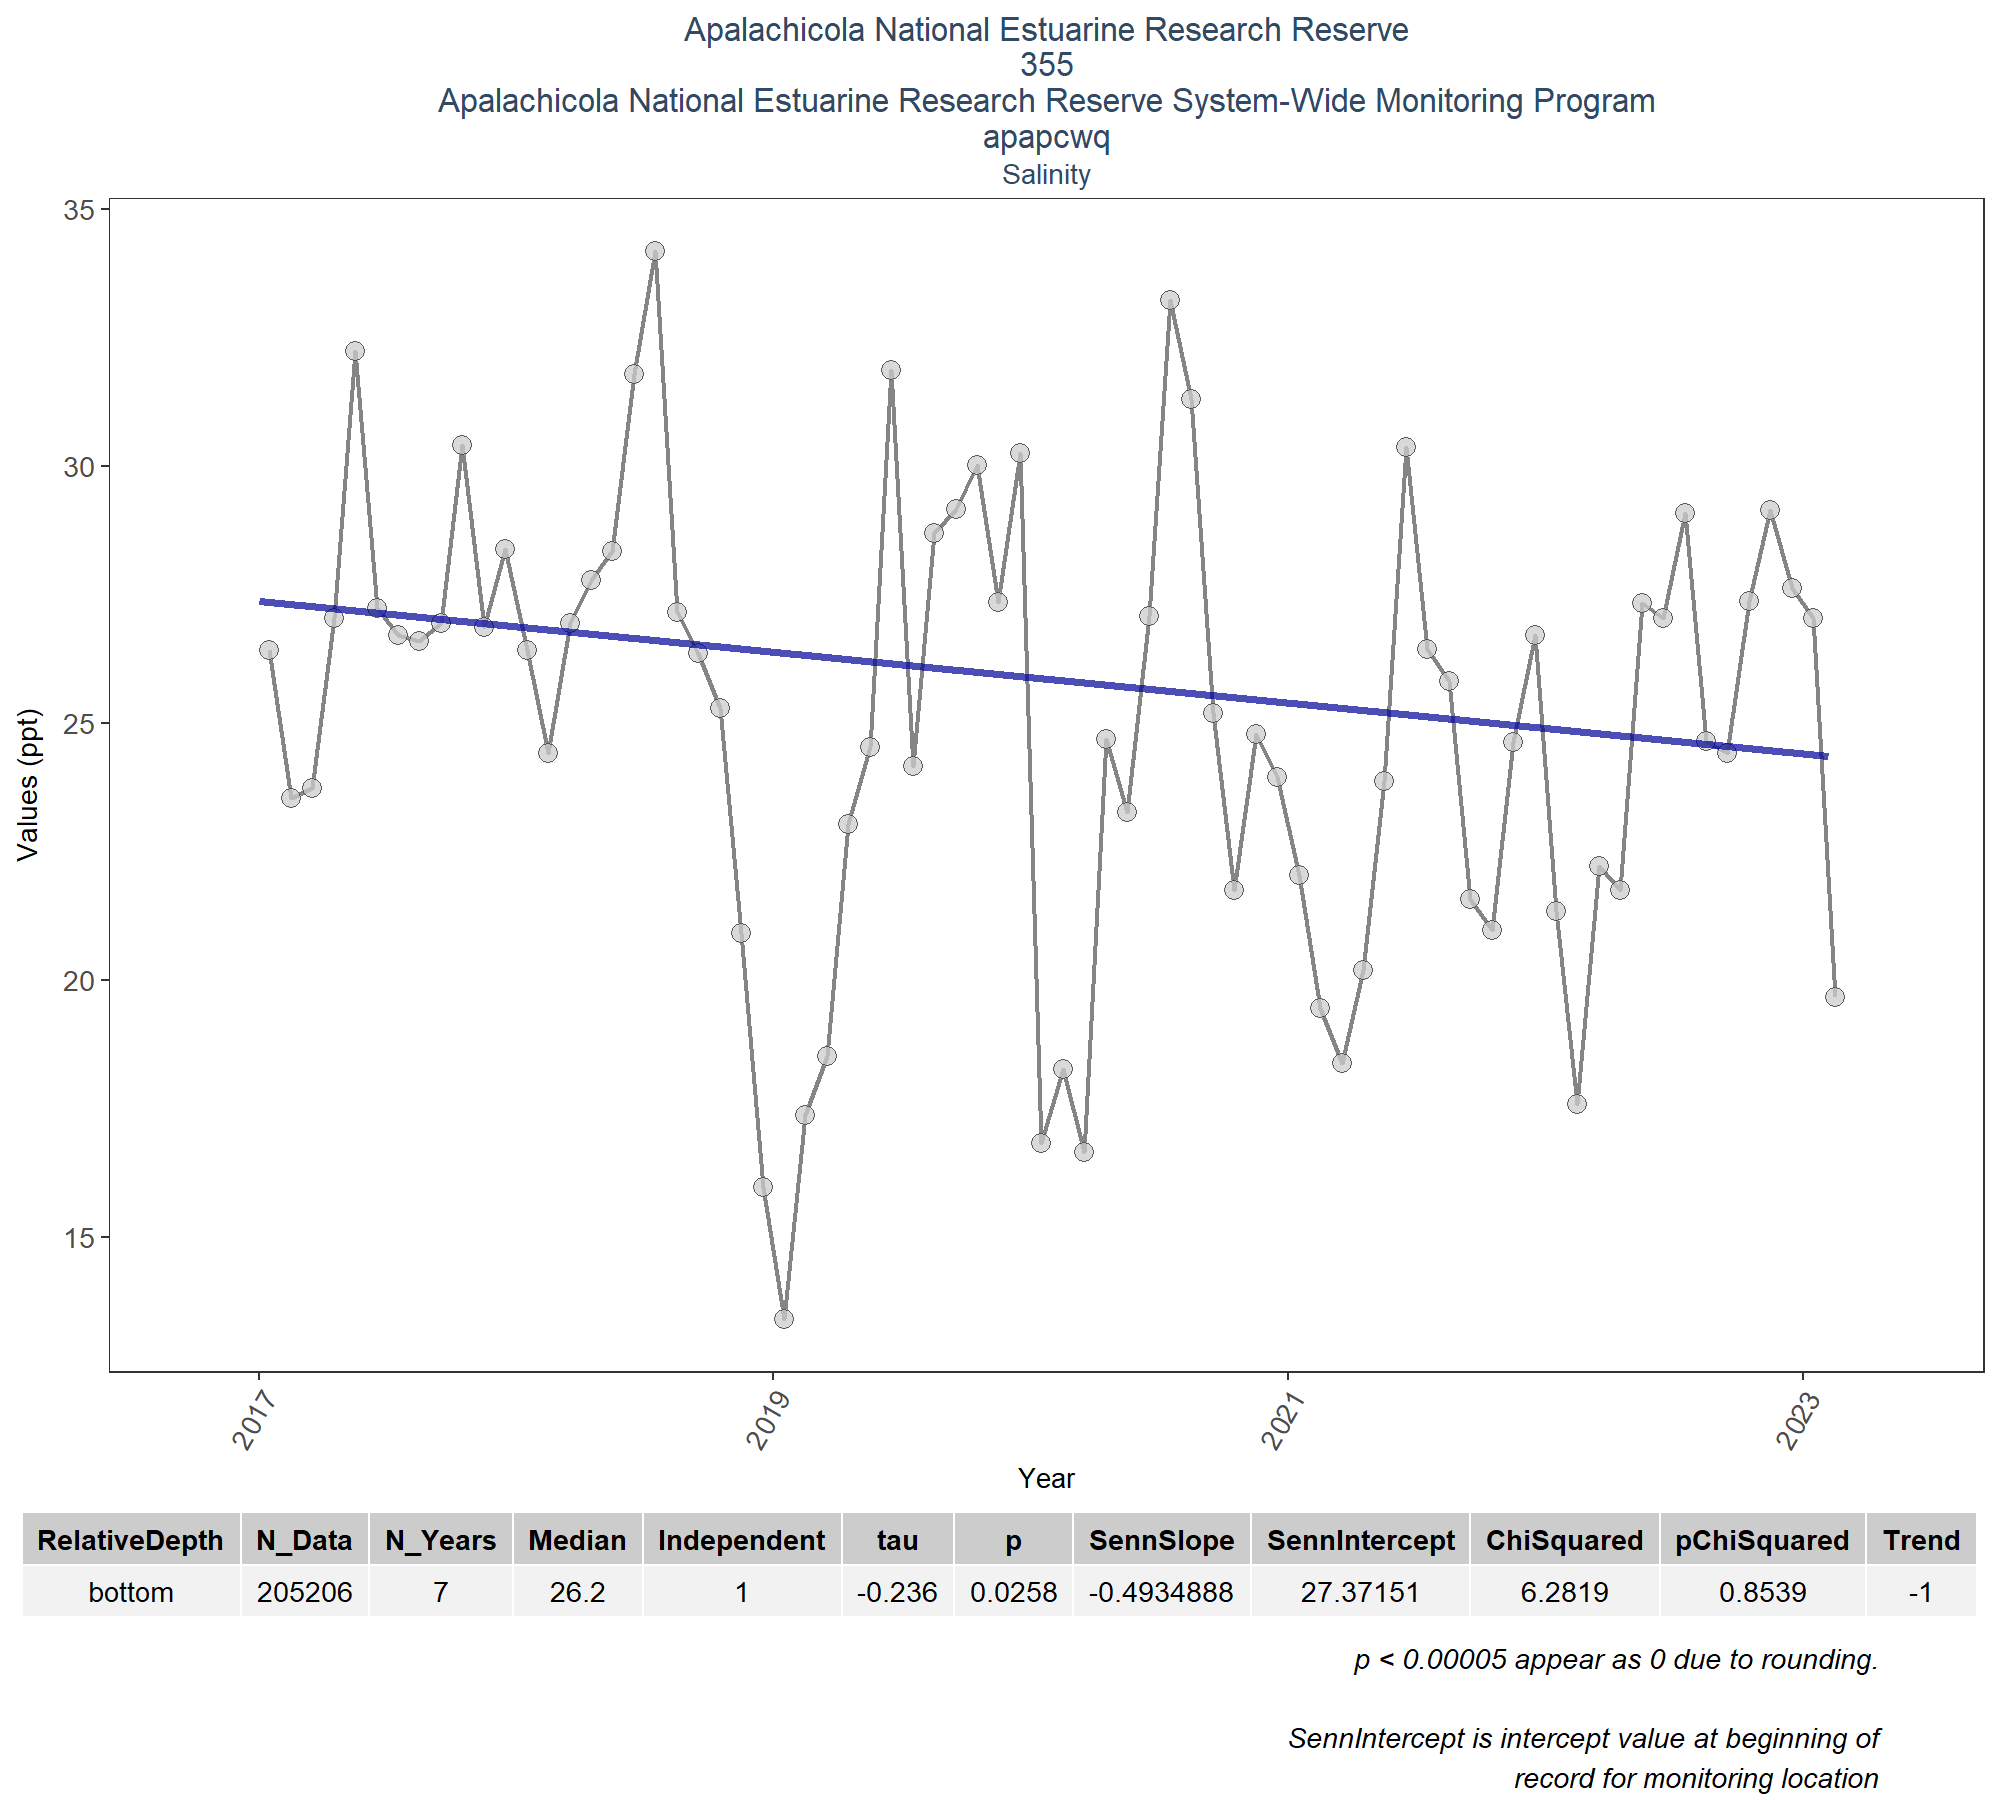 Apalachicola National Estuarine Research Reserve
355
Apalachicola National Estuarine Research Reserve System-Wide Monitoring Program
apapcwq
Salinity
35
30
25
20
15
Values (ppt)
2017 2019 2021 2023
Year
RelativeDepth N_Data N_Years Median Independent tau p SennSlope SennIntercept ChiSquared pChiSquared Trend
bottom 205206 7 26.2 1 -0.236 0.0258 -0.4934888 27.37151 6.2819 0.8539 -1
p < 0.00005 appear as 0 due to rounding.
SennIntercept is intercept value at beginning of
record for monitoring location